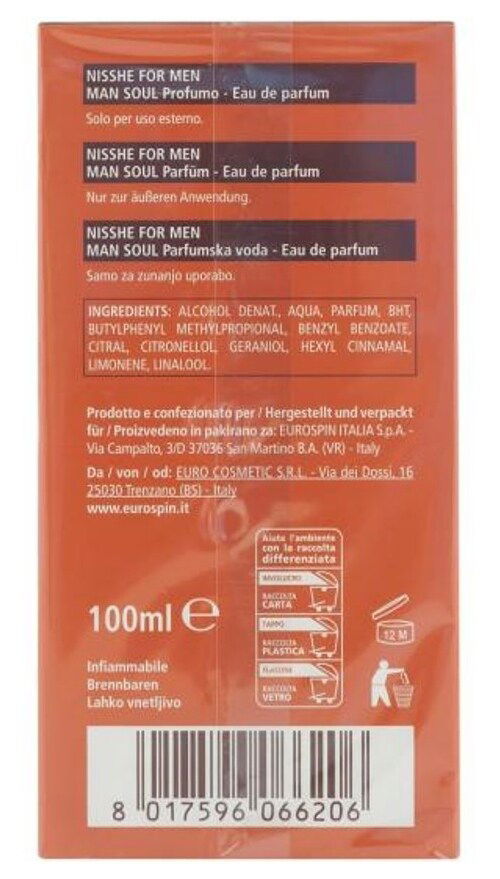 NISSHE FOR MEN
MAN SOUL Profumo - Eau de parfum
Solo per uso esterno.
NISSHE FOR MEN
MAN SOUL Parfüm - Eau de parfum
Nur zur äußeren Anwendung.
NISSHE FOR MEN
MAN SOUL Parfumska voda - Eau de parfum
Samo za zunanjo uporabo.
INGREDIENTS: ALCOHOL DENAT., AQUA, PARFUM, BHT,
BUTYLPHENYL METHYLPROPIONAL, BENZYL BENZOATE,
CITRAL, CITRONELLOL, GERANIOL, HEXYL CINNAMAL,
LIMONENE, LINALOOL.
Prodotto e confezionato per / Hergestellt und verpackt
für / Proizvedeno in pakirano za: EUROSPIN ITALIA S.p.A. -
Via Campalto, 3/D 37036 San Martino B.A. (VR) - Italy
Da / von / od: EURO COSMETIC S.R.L. - Via dei Dossi, 16
25030 Trenzano (BS) - Italy
www.eurospin.it
Aiuta l'ambiente
con la raccolta
differenziata
INVOLUCRO
RACCOLTA
CARTA
TAPPO
RACCOLTA
PLASTICA
FLACONE
RACCOLTA
VETRO
100ml e
12 M
Infiammabile
Brennbaren
Lahko vnetljivo
8 017596 066206